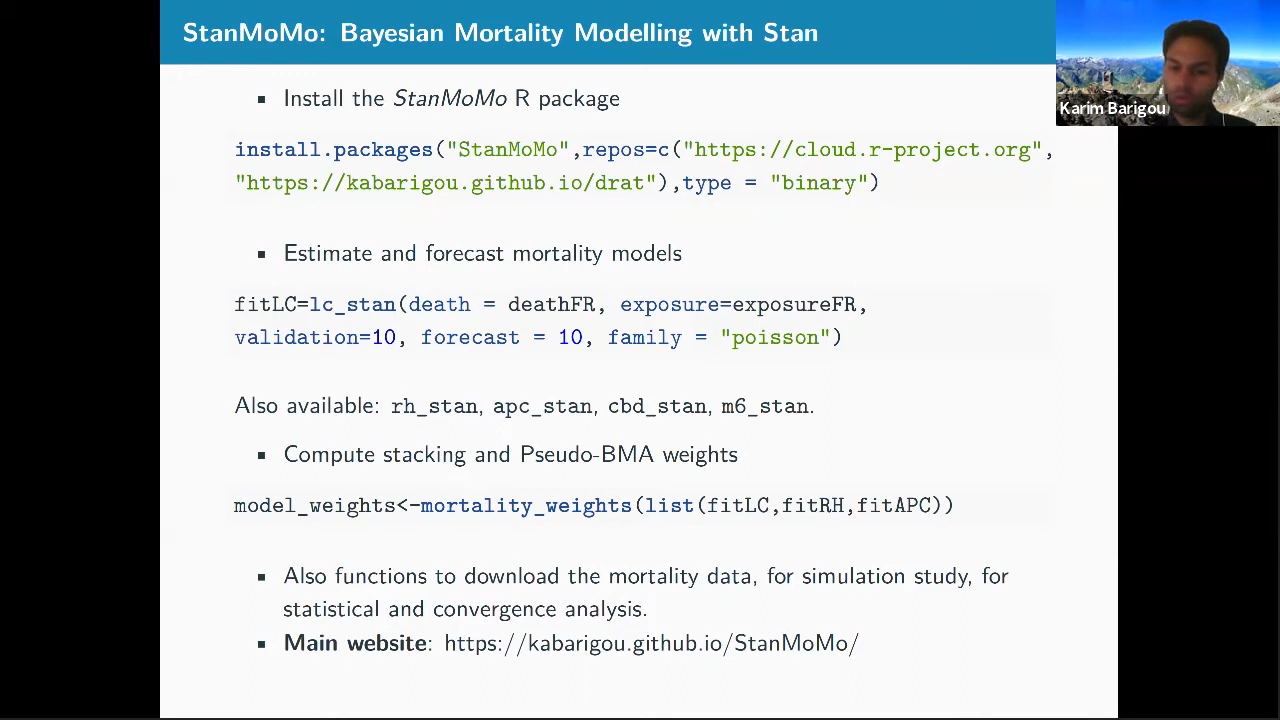 StanMoMo: Bayesian Mortality Modelling with Stan
Karim Barigou
▪ Install the StanMoMo R package
install.packages("StanMoMo",repos=c("https://cloud.r-project.org",
"https://kabarigou.github.io/drat"),type = "binary")
▪ Estimate and forecast mortality models
fitLC=lc_stan(death = deathFR, exposure=exposureFR,
validation=10, forecast = 10, family = "poisson")
Also available: rh_stan, apc_stan, cbd_stan, m6_stan.
▪ Compute stacking and Pseudo-BMA weights
model_weights<-mortality_weights(list(fitLC,fitRH,fitAPC))
▪ Also functions to download the mortality data, for simulation study, for
statistical and convergence analysis.
▪ Main website: https://kabarigou.github.io/StanMoMo/